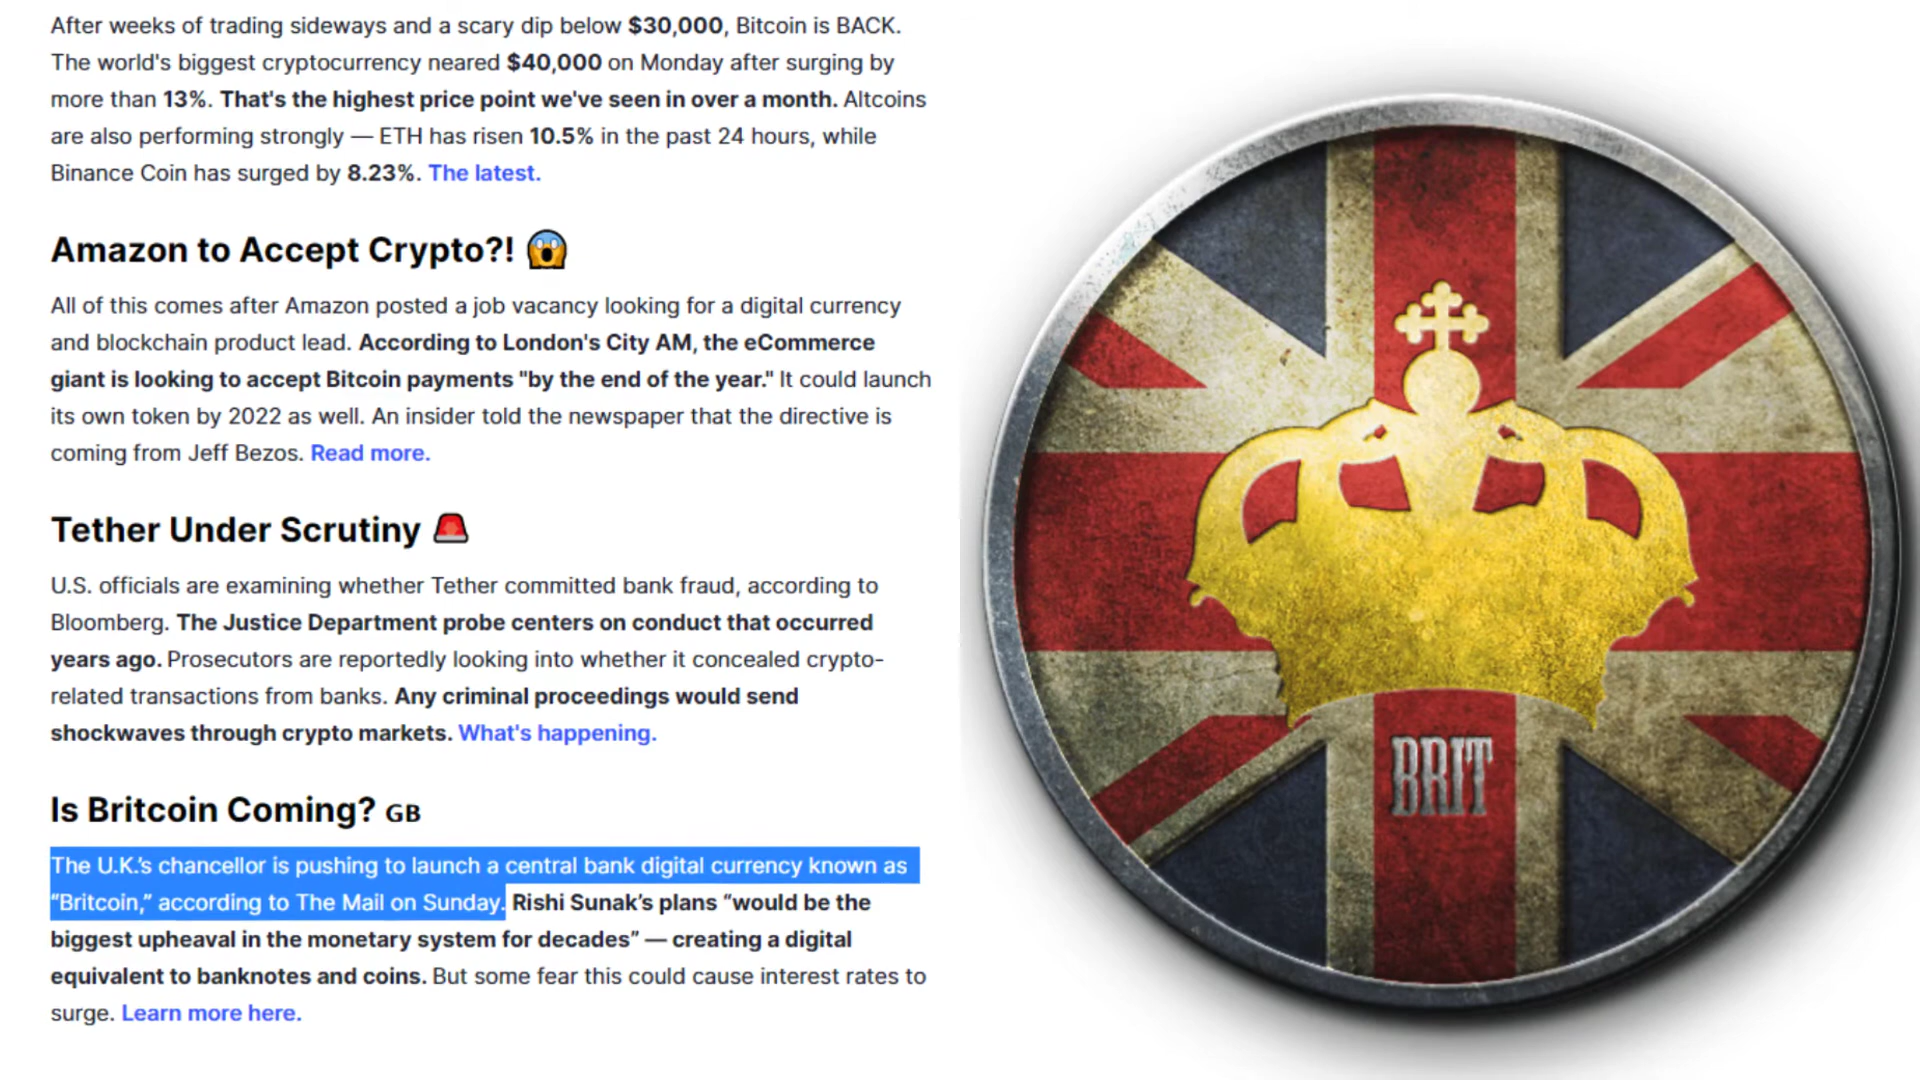 After weeks of trading sideways and a scary dip below $30,000, Bitcoin is BACK.
The world's biggest cryptocurrency neared $40,000 on Monday after surging by
more than 13%. That's the highest price point we've seen in over a month. Altcoins
are also performing strongly — ETH has risen 10.5% in the past 24 hours, while
Binance Coin has surged by 8.23%. The latest.
Amazon to Accept Crypto?! 😱
All of this comes after Amazon posted a job vacancy looking for a digital currency
and blockchain product lead. According to London's City AM, the eCommerce
giant is looking to accept Bitcoin payments "by the end of the year." It could launch
its own token by 2022 as well. An insider told the newspaper that the directive is
coming from Jeff Bezos. Read more.
Tether Under Scrutiny 🚨
U.S. officials are examining whether Tether committed bank fraud, according to
Bloomberg. The Justice Department probe centers on conduct that occurred
years ago. Prosecutors are reportedly looking into whether it concealed crypto-
related transactions from banks. Any criminal proceedings would send
shockwaves through crypto markets. What's happening.
Is Britcoin Coming? GB
The U.K.’s chancellor is pushing to launch a central bank digital currency known as
“Britcoin,” according to The Mail on Sunday. Rishi Sunak’s plans “would be the
biggest upheaval in the monetary system for decades” — creating a digital
equivalent to banknotes and coins. But some fear this could cause interest rates to
surge. Learn more here.
BRIT